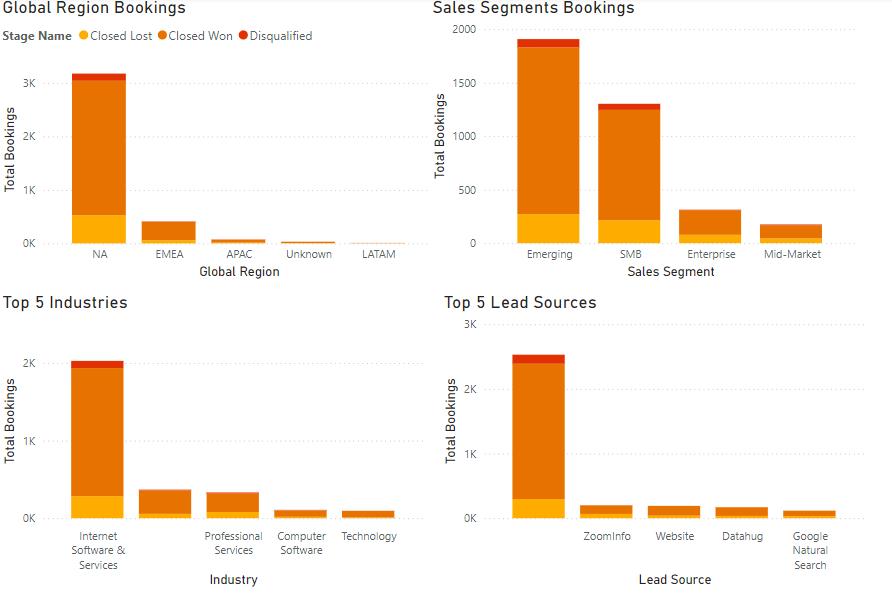 Global Region Bookings
Stage Name Closed Lost Closed Won Disqualified
Total Bookings
3K
2K
1K
0K
NA EMEA APAC Unknown LATAM
Global Region
Sales Segments Bookings
Total Bookings
2000
1500
1000
500
0
Emerging SMB Enterprise Mid-Market
Sales Segment
Top 5 Industries
Total Bookings
2K
1K
0K
Internet Software & Services
Professional Services
Computer Software
Technology
Industry
Top 5 Lead Sources
Total Bookings
3K
2K
1K
0K
ZoomInfo Website Datahug Google Natural Search
Lead Source